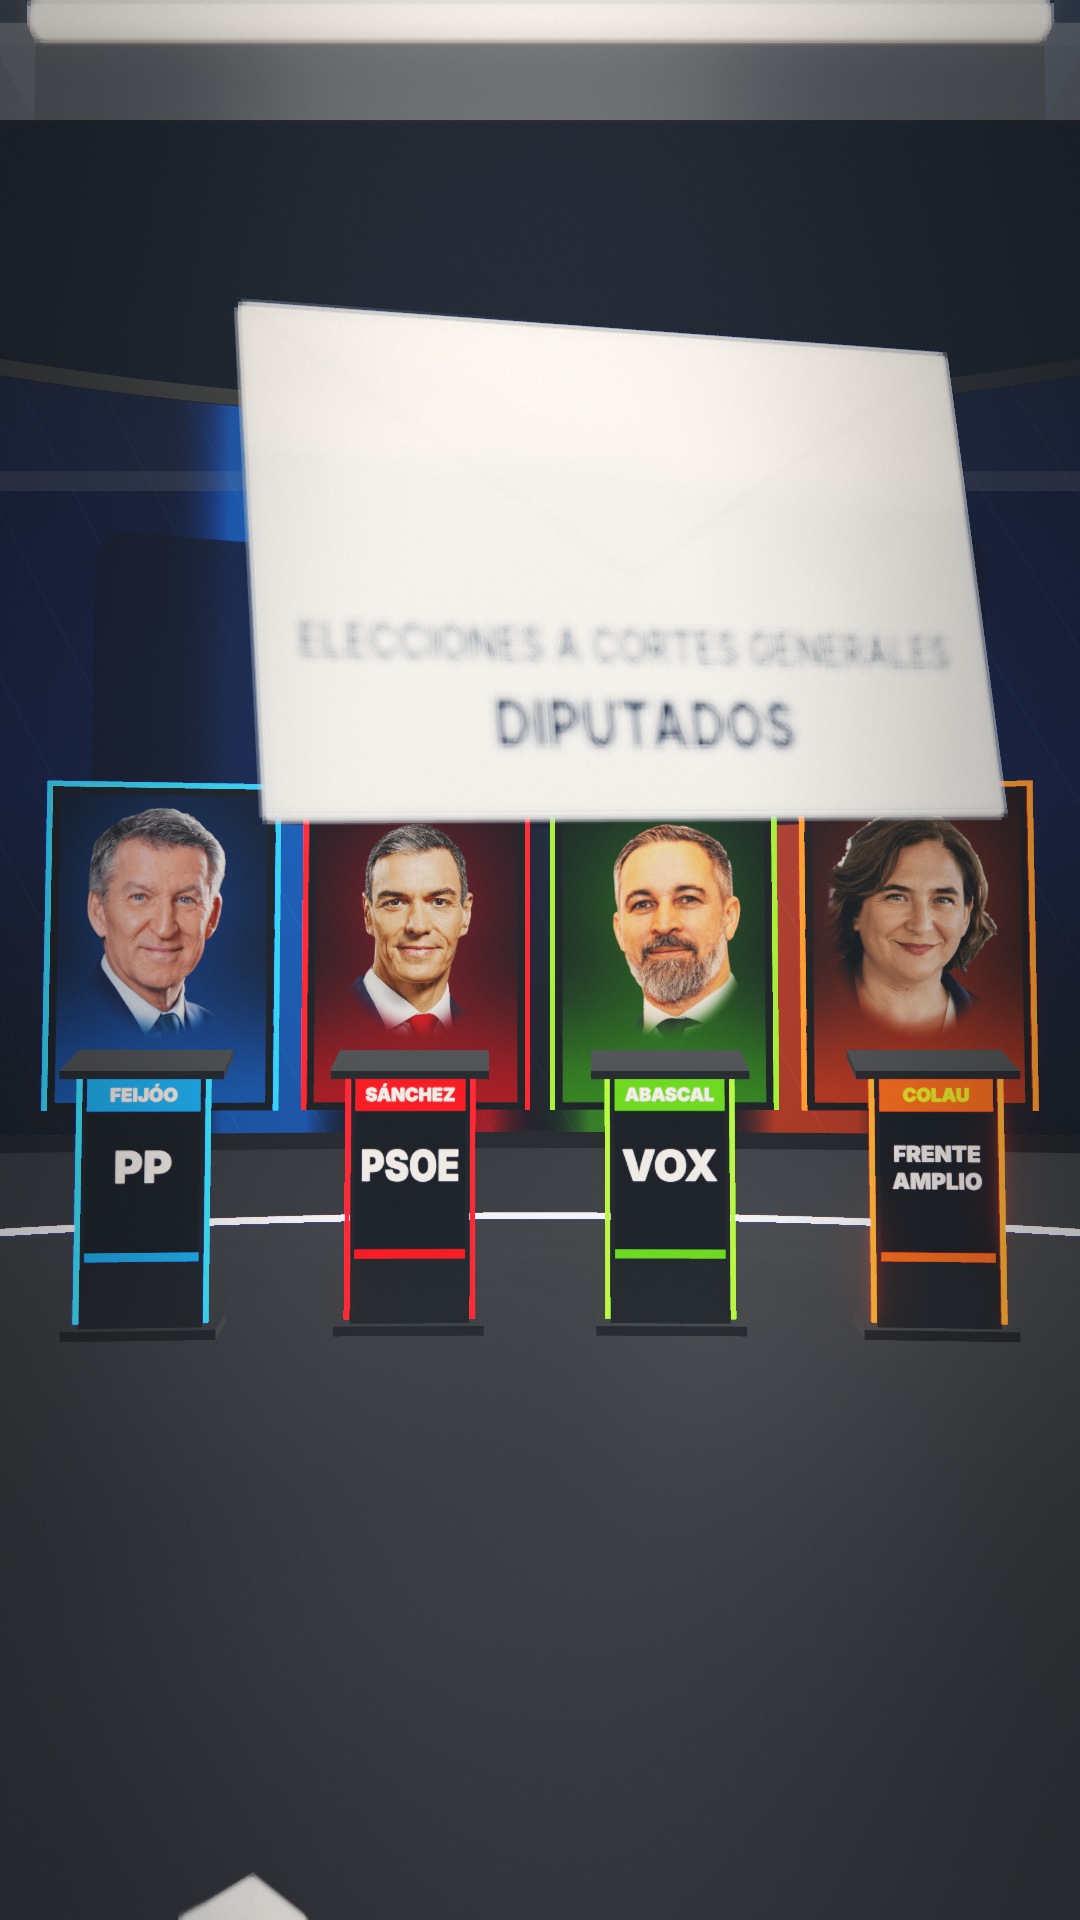 ELECCIONES A CORTES GENERALES
DIPUTADOS
FEIJÓO
SÁNCHEZ
ABASCAL
COLAU
PP
PSOE
VOX
FRENTE
AMPLIO